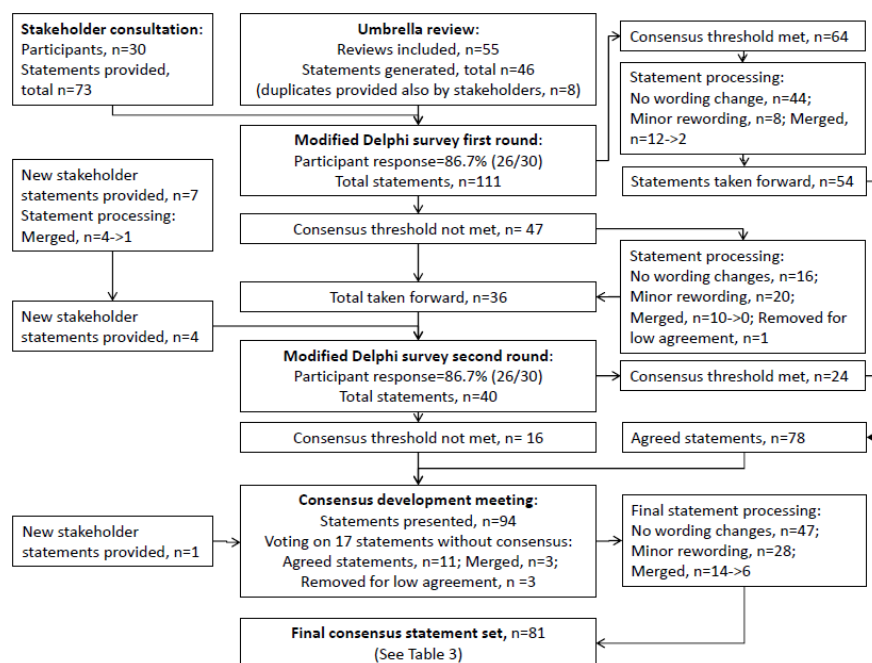 Stakeholder consultation:
Participants, n=30
Statements provided,
total n=73
Umbrella review:
Reviews included, n=55
Statements generated, total n=46
(duplicates provided also by stakeholders, n=8)
Consensus threshold met, n=64
Statement processing:
No wording change, n=44;
Minor rewording, n=8; Merged,
n=12->2
Statements taken forward, n=54
Modified Delphi survey first round:
Participant response=86.7% (26/30)
Total statements, n=111
New stakeholder
statements provided, n=7
Statement processing:
Merged, n=4->1
Consensus threshold not met, n= 47
Statement processing:
No wording changes, n=16;
Minor rewording, n=20;
Merged, n=10->0; Removed for
low agreement, n=1
Total taken forward, n=36
New stakeholder
statements provided, n=4
Modified Delphi survey second round:
Participant response=86.7% (26/30)
Total statements, n=40
Consensus threshold met, n=24
Consensus threshold not met, n= 16
Agreed statements, n=78
Consensus development meeting:
Statements presented, n=94
Voting on 17 statements without consensus:
Agreed statements, n=11; Merged, n=3;
Removed for low agreement, n =3
New stakeholder
statements provided, n=1
Final statement processing:
No wording changes, n=47;
Minor rewording, n=28;
Merged, n=14->6
Final consensus statement set, n=81
(See Table 3)